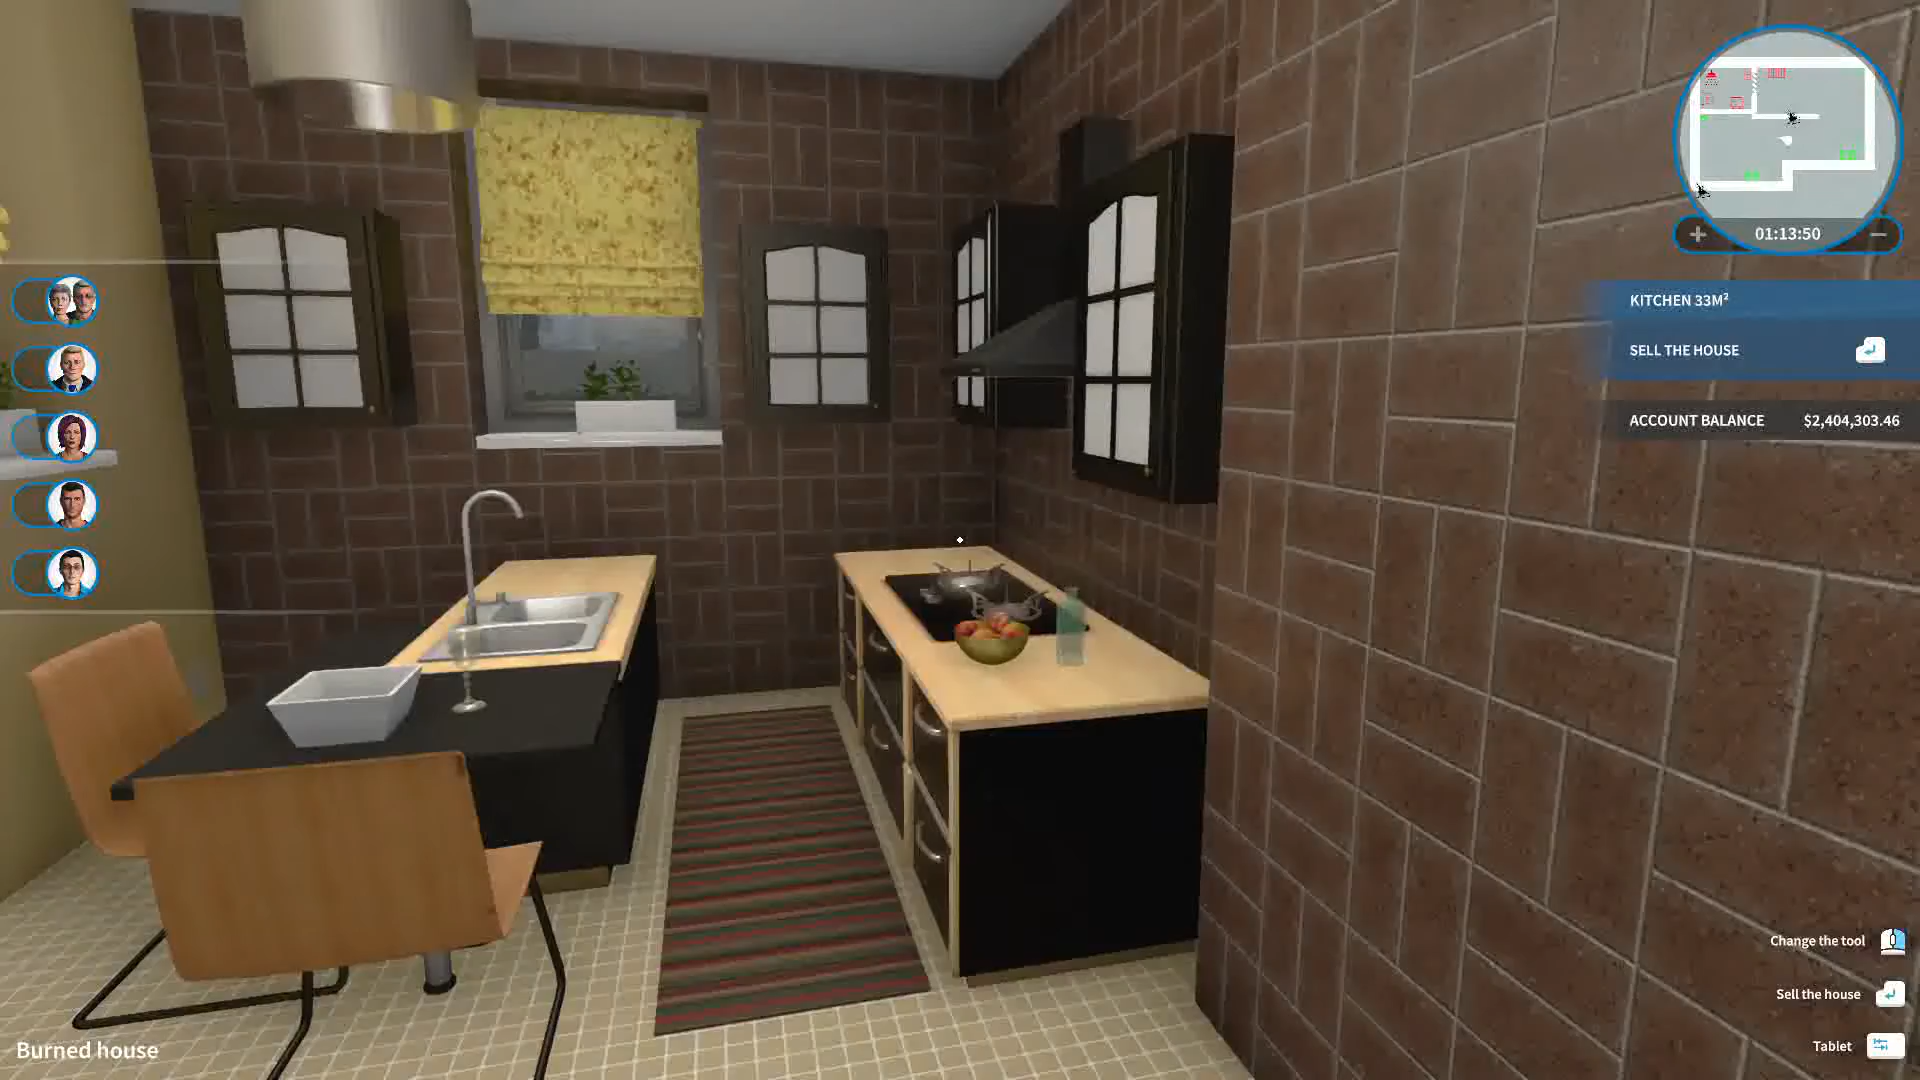 01:13:50
KITCHEN 33M²
SELL THE HOUSE
ACCOUNT BALANCE $2,404,303.46
Change the tool
Sell the house
Tablet
Burned house